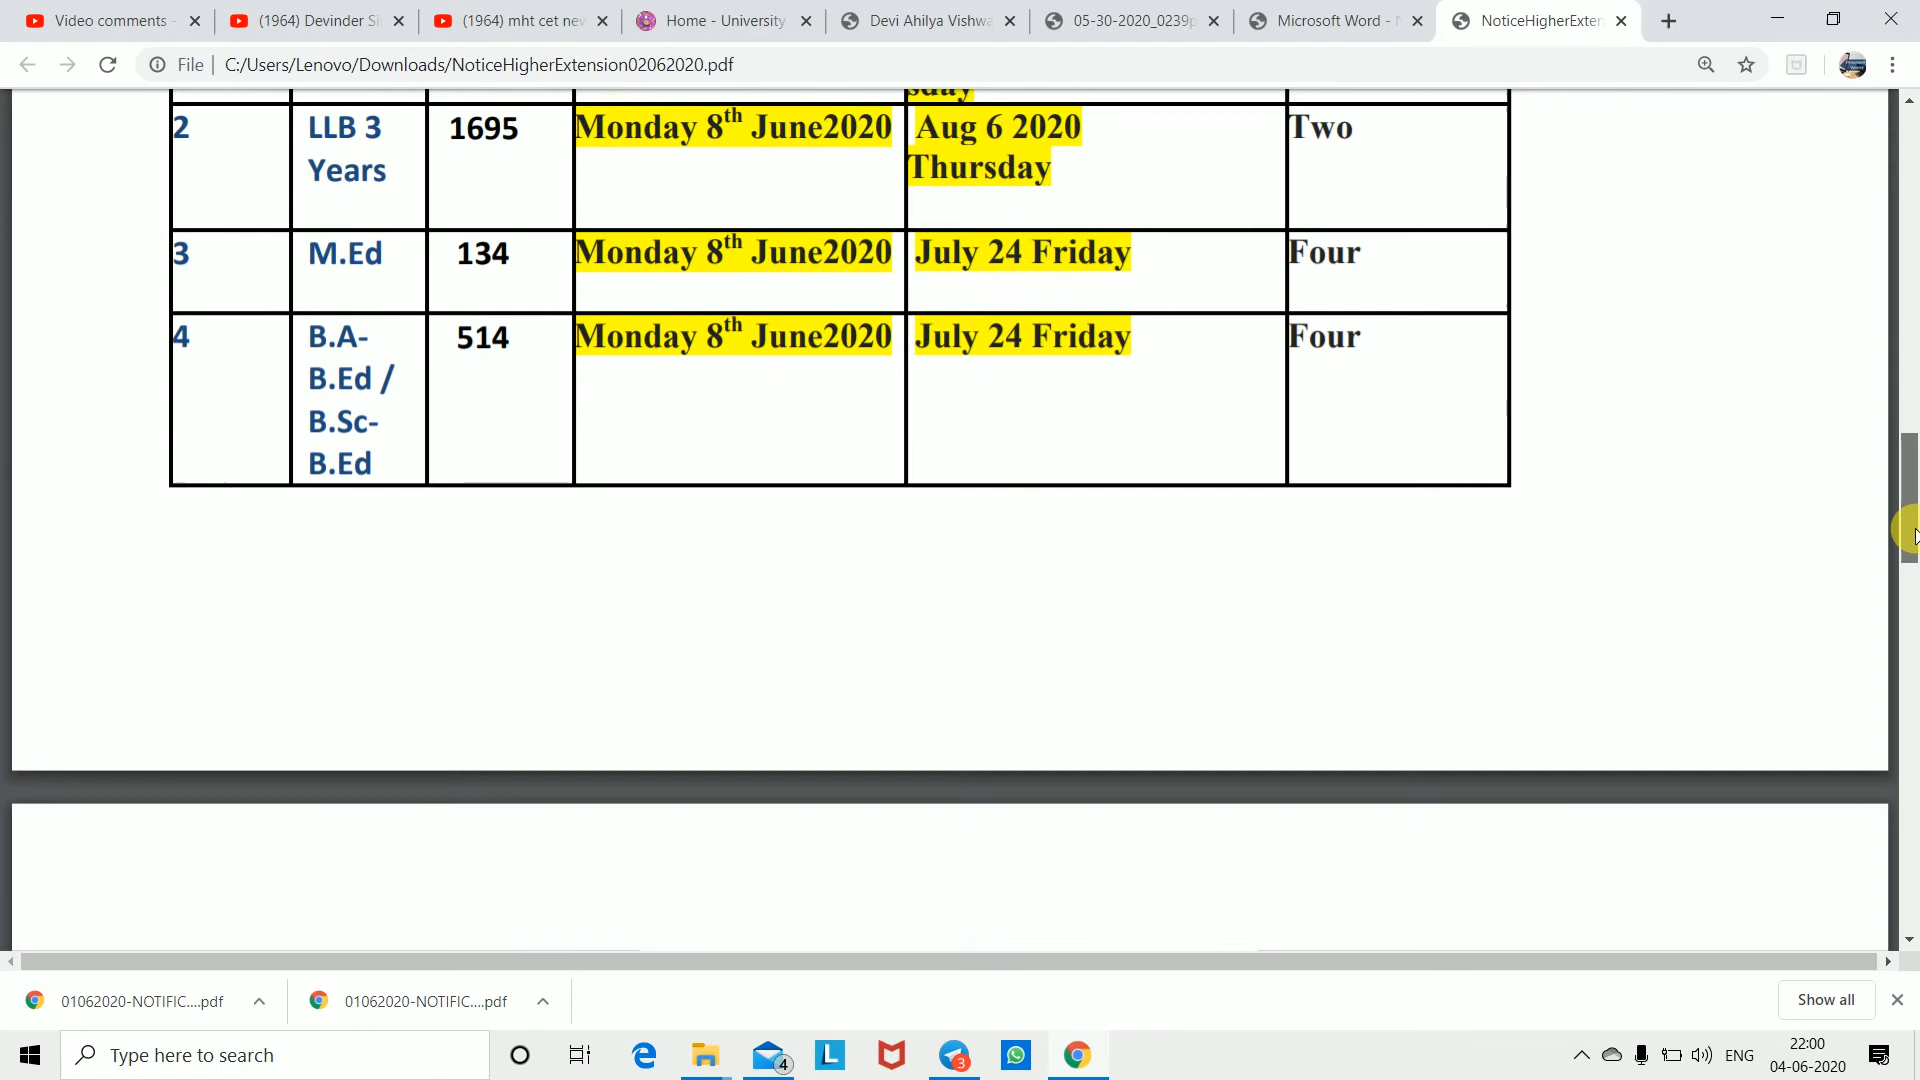 Video comments -
(1964) Devinder Si
(1964) mht cet nev
Home - University
Devi Ahilya Vishwa
05-30-2020_0239p
Microsoft Word - N
NoticeHigherExten
File
C:/Users/Lenovo/Downloads/NoticeHigherExtension02062020.pdf
sday
2 LLB 3 1695 Monday 8th June2020 Aug 6 2020 Two
Years Thursday
3 M.Ed 134 Monday 8th June2020 July 24 Friday Four
4 B.A- 514 Monday 8th June2020 July 24 Friday Four
B.Ed /
B.Sc-
B.Ed
01062020-NOTIFIC....pdf
01062020-NOTIFIC....pdf
Show all
Type here to search
4
L
3
ENG
22:00
04-06-2020